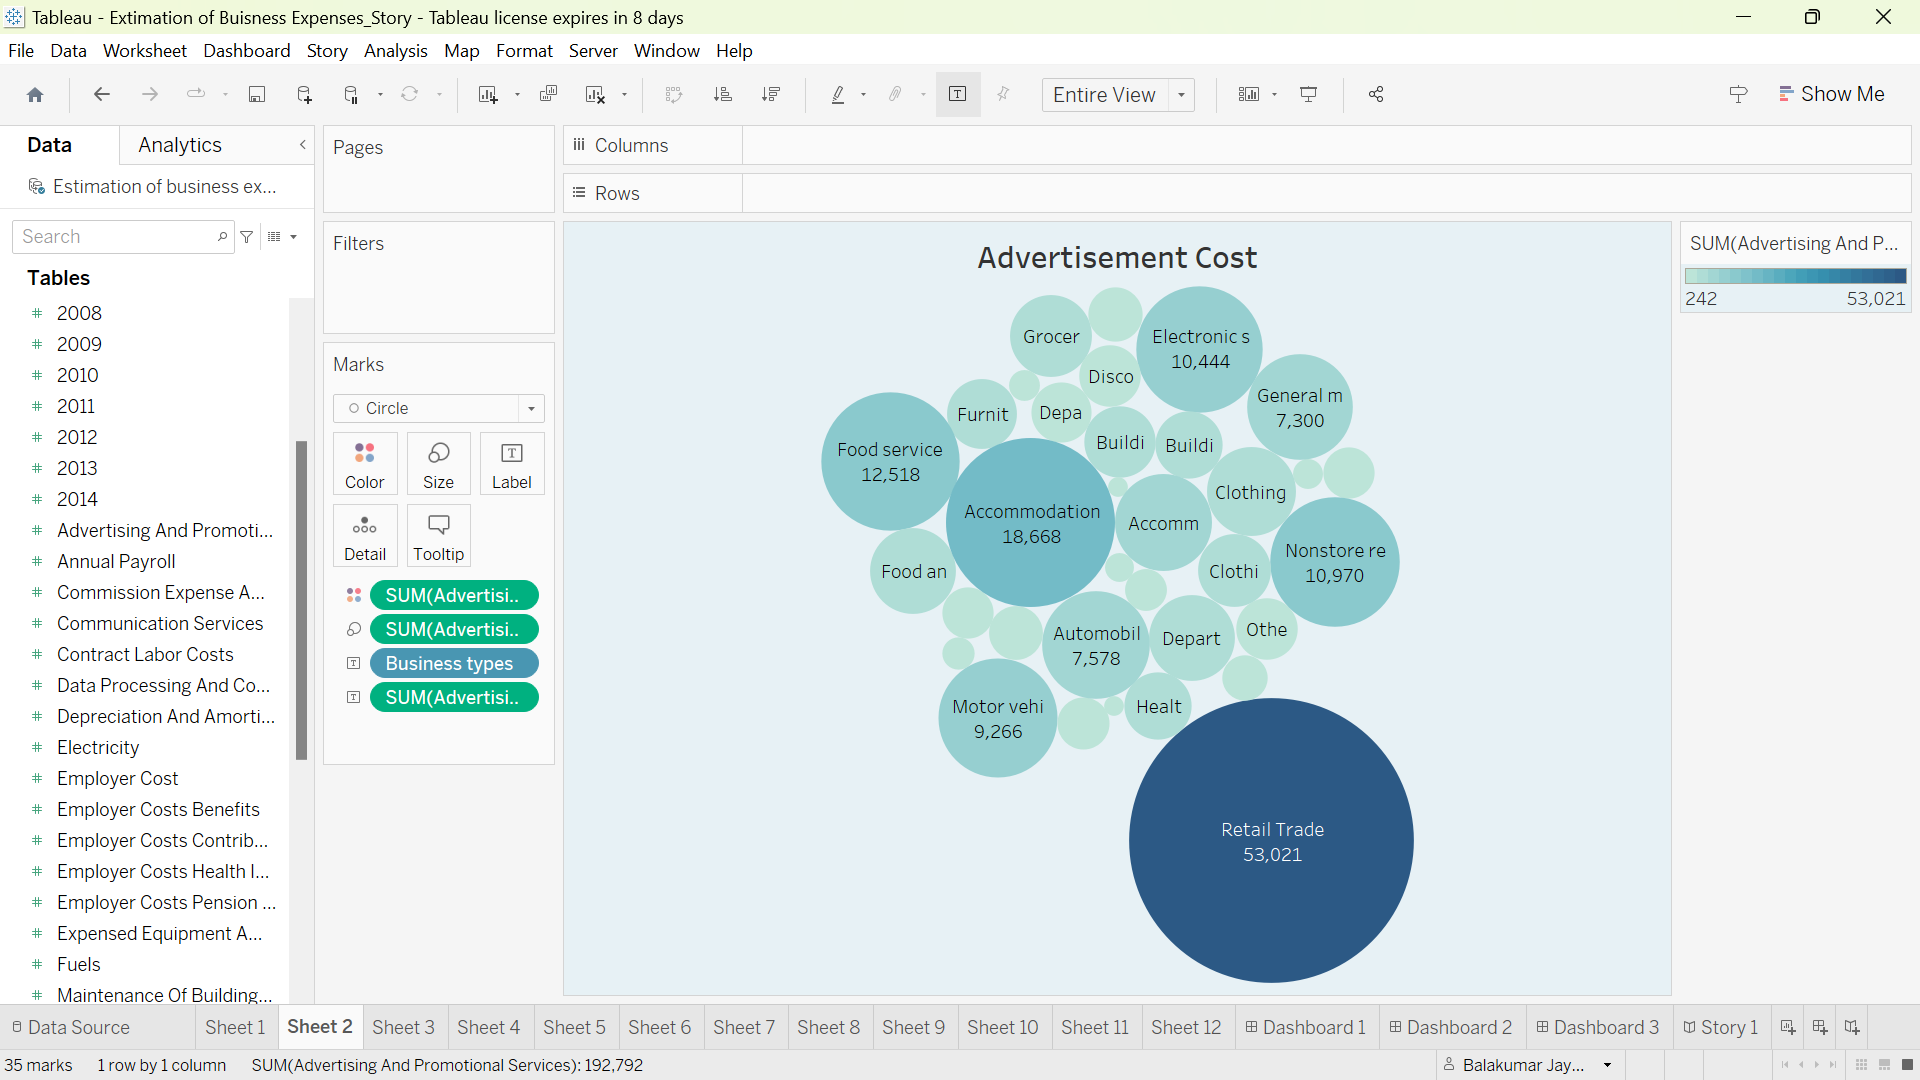 Tableau - Extimation of Buisness Expenses_Story - Tableau license expires in 8 days
File Data Worksheet Dashboard Story Analysis Map Format Server Window Help
Entire View
Show Me
Data
Analytics
Estimation of business ex...
Search
Tables
2008
2009
2010
2011
2012
2013
2014
Advertising And Promoti...
Annual Payroll
Commission Expense A...
Communication Services
Contract Labor Costs
Data Processing And Co...
Depreciation And Amorti...
Electricity
Employer Cost
Employer Costs Benefits
Employer Costs Contrib...
Employer Costs Health I...
Employer Costs Pension ...
Expensed Equipment A...
Fuels
Maintenance Of Building...
Pages
Filters
Marks
Circle
Color
Size
Label
Detail
Tooltip
SUM(Advertisi..
SUM(Advertisi..
Business types
SUM(Advertisi..
Columns
Rows
Advertisement Cost
Grocer
Electronic s
10,444
Disco
General m
7,300
Furnit
Depa
Buildi
Buildi
Food service
12,518
Clothing
Accommodation
18,668
Accomm
Nonstore re
10,970
Food an
Clothi
Automobil
7,578
Depart
Othe
Motor vehi
9,266
Healt
Retail Trade
53,021
SUM(Advertising And P...
242
53,021
Data Source
Sheet 1
Sheet 2
Sheet 3
Sheet 4
Sheet 5
Sheet 6
Sheet 7
Sheet 8
Sheet 9
Sheet 10
Sheet 11
Sheet 12
Dashboard 1
Dashboard 2
Dashboard 3
Story 1
35 marks
1 row by 1 column
SUM(Advertising And Promotional Services): 192,792
Balakumar Jay...